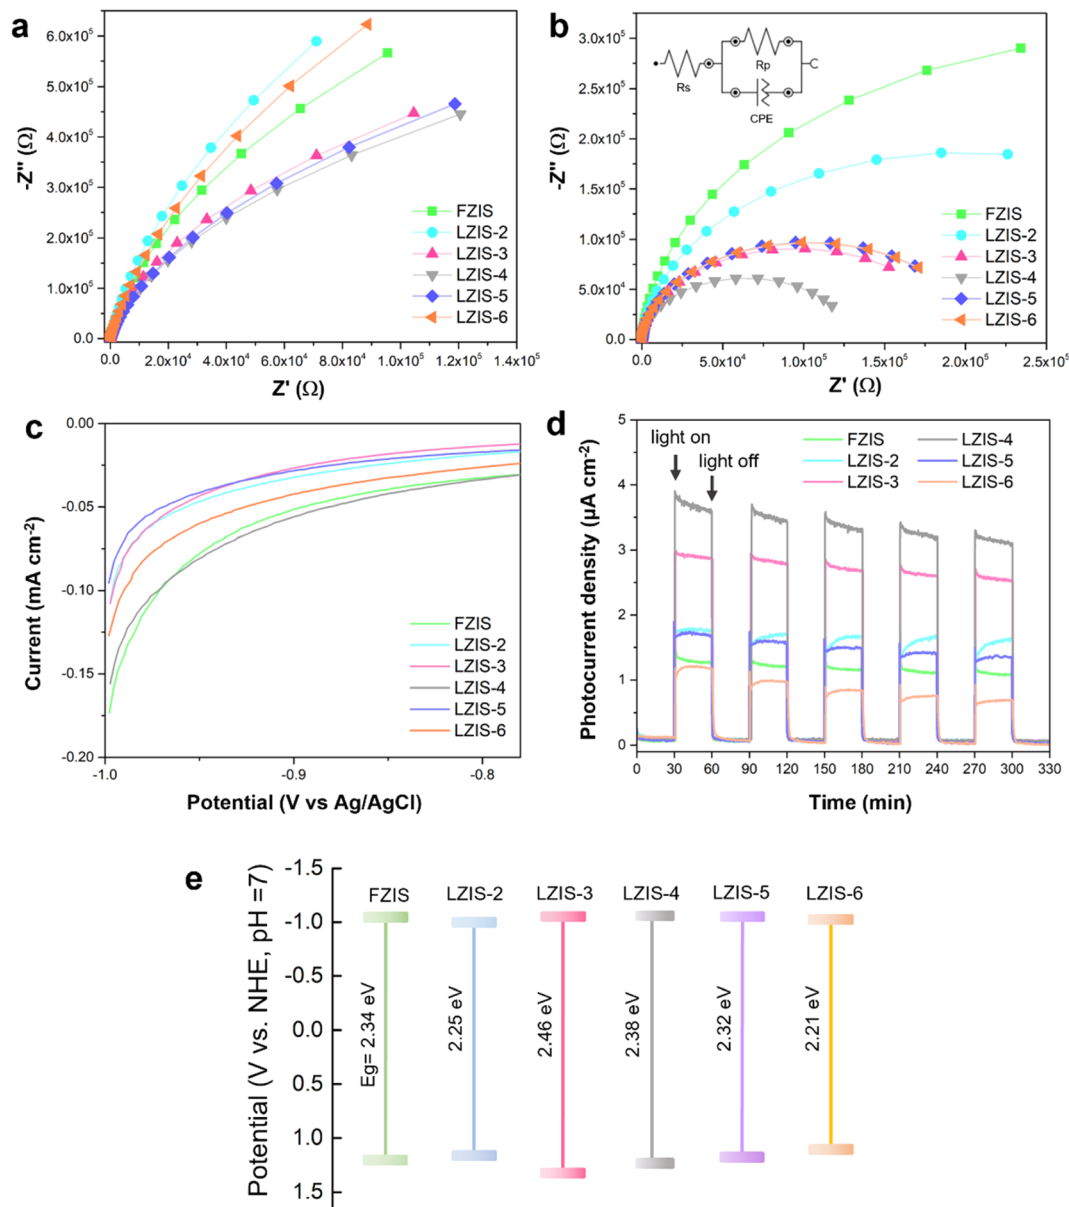 a
6.0x10⁵
5.0x10⁵
4.0x10⁵
3.0x10⁵
2.0x10⁵
1.0x10⁵
0.0
-Z'' (Ω)
FZIS
LZIS-2
LZIS-3
LZIS-4
LZIS-5
LZIS-6
0.0 2.0x10⁴ 4.0x10⁴ 6.0x10⁴ 8.0x10⁴ 1.0x10⁵ 1.2x10⁵ 1.4x10⁵
Z' (Ω)
b
3.0x10⁵
2.5x10⁵
2.0x10⁵
1.5x10⁵
1.0x10⁵
5.0x10⁴
0.0
-Z'' (Ω)
Rs
Rp
CPE
FZIS
LZIS-2
LZIS-3
LZIS-4
LZIS-5
LZIS-6
0.0 5.0x10⁴ 1.0x10⁵ 1.5x10⁵ 2.0x10⁵ 2.5x10⁵
Z' (Ω)
c
0.00
-0.05
-0.10
-0.15
-0.20
Current (mA cm⁻²)
FZIS
LZIS-2
LZIS-3
LZIS-4
LZIS-5
LZIS-6
-1.0 -0.9 -0.8
Potential (V vs Ag/AgCl)
d
5
4
3
2
1
0
Photocurrent density (µA cm⁻²)
light on
light off
FZIS
LZIS-2
LZIS-3
LZIS-4
LZIS-5
LZIS-6
0 30 60 90 120 150 180 210 240 270 300 330
Time (min)
e
-1.5
-1.0
-0.5
0.0
0.5
1.0
1.5
Potential (V vs. NHE, pH =7)
FZIS LZIS-2 LZIS-3 LZIS-4 LZIS-5 LZIS-6
Eg= 2.34 eV
2.25 eV
2.46 eV
2.38 eV
2.32 eV
2.21 eV